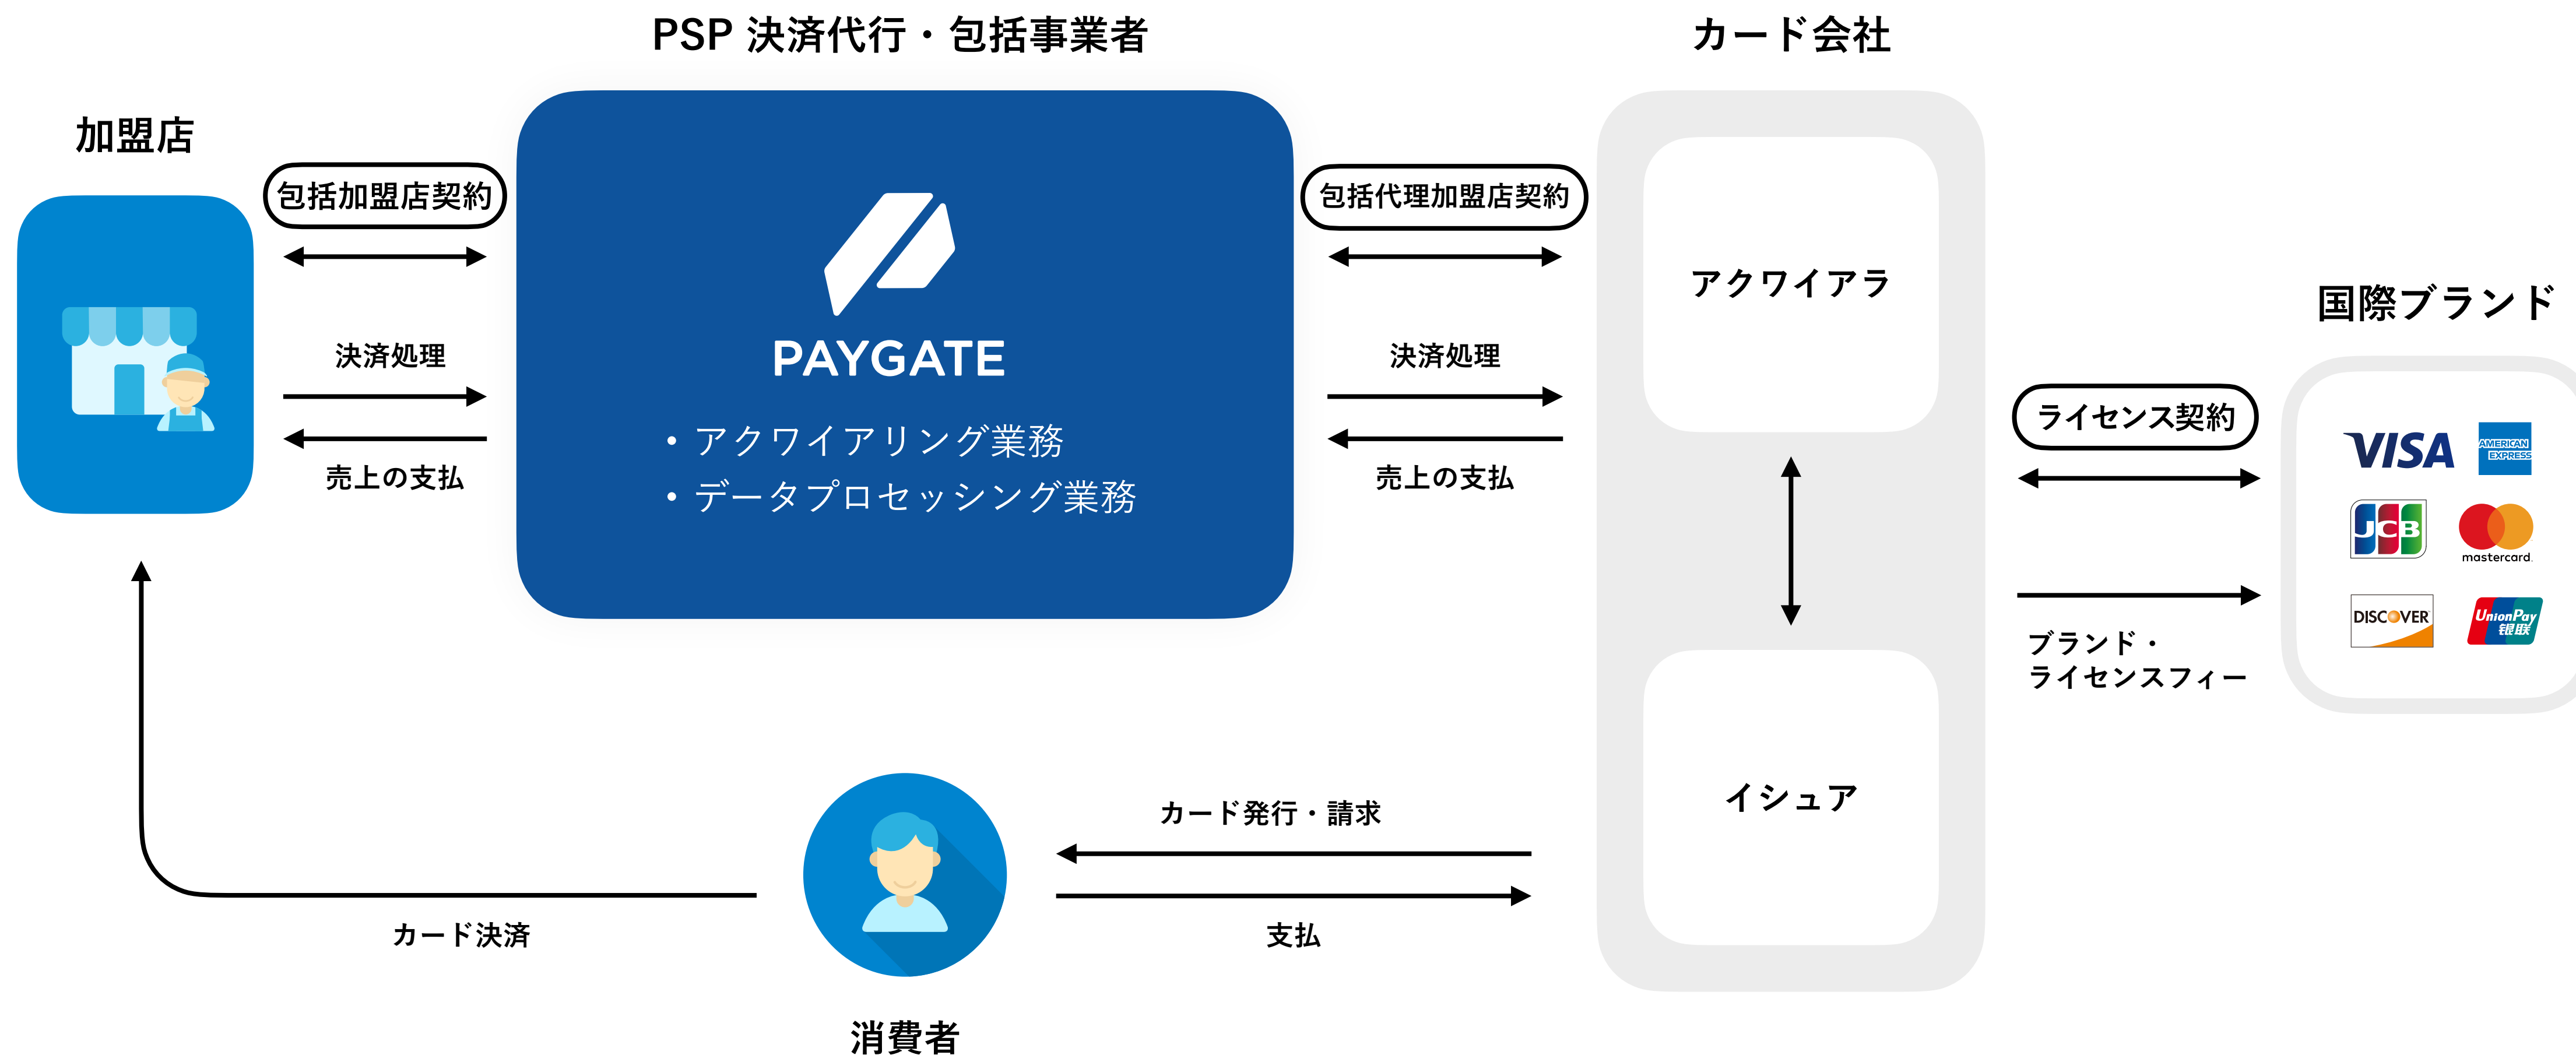 PSP 決済代行・包括事業者
カード会社
加盟店
包括加盟店契約
包括代理加盟店契約
アクワイアラ
国際ブランド
決済処理
PAYGATE
決済処理
ライセンス契約
・アクワイアリング業務
・データプロセッシング業務
売上の支払
売上の支払
VISA
AMERICAN
EXPRESS
JCB
mastercard
DISCOVER
UnionPay
银联
ブランド・
ライセンスフィー
イシュア
カード発行・請求
カード決済
支払
消費者